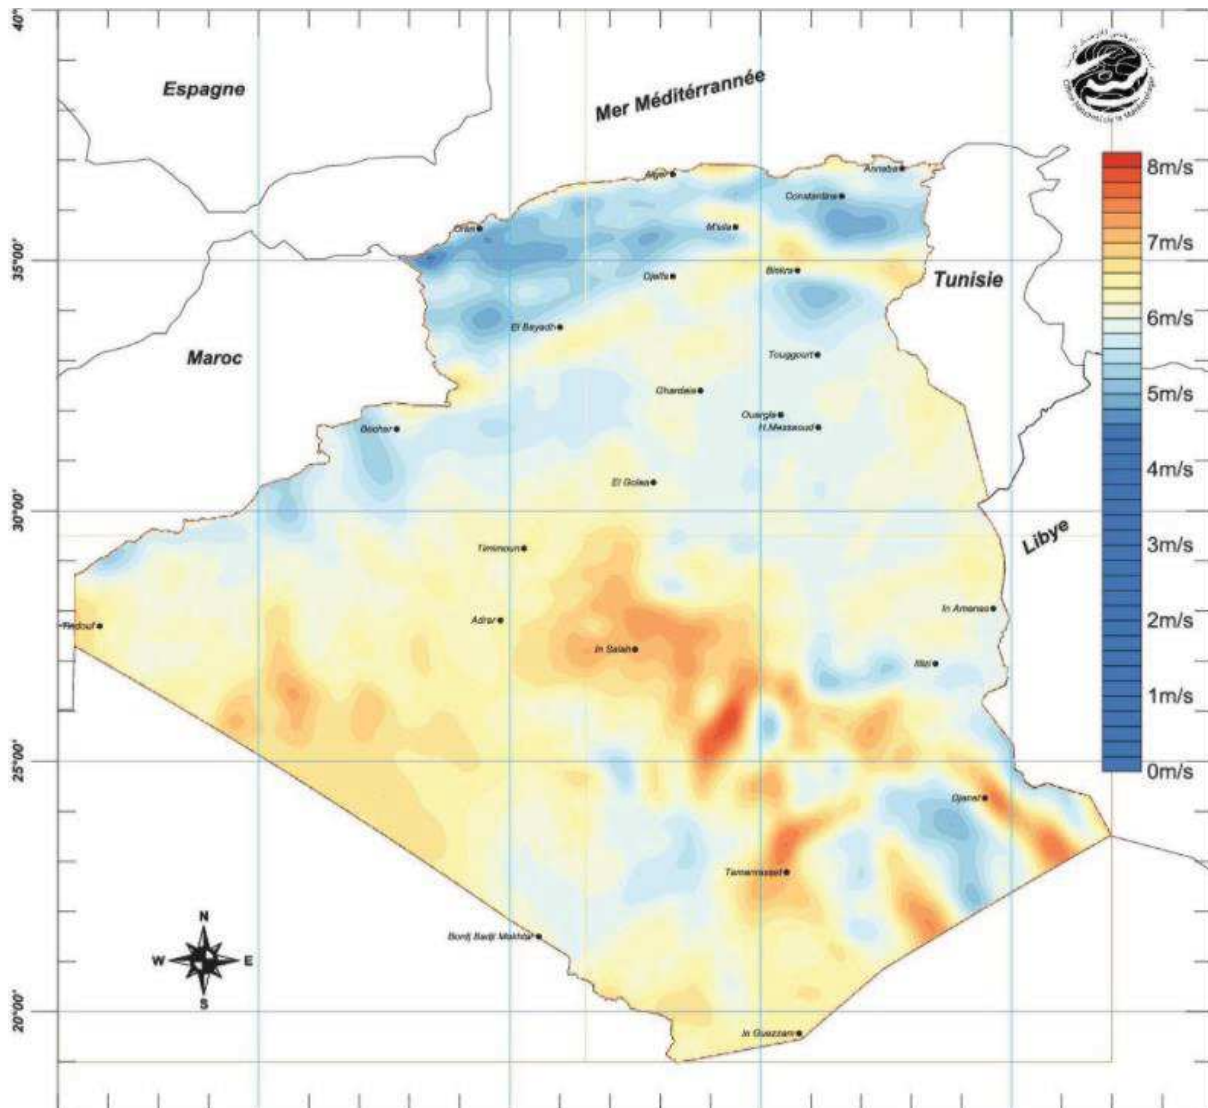 40°
Espagne
Mer Méditérrannée
8m/s
Alger
Annaba
Constantine
Oran
M'sila
7m/s
35°00'
Djelfa
Biskra
Tunisie
El Bayadh
6m/s
Maroc
Touggourt
Ghardaia
5m/s
Ouargla
Bechar
H.Messaoud
4m/s
El Golea
30°00'
Libye
Timimoun
3m/s
In Amenas
Adrar
2m/s
Tindouf
In Salah
Illizi
1m/s
25°00'
0m/s
Djanet
Tamanrasset
N
Bordj Badji Mokhtar
W E
S
20°00'
In Guezzam